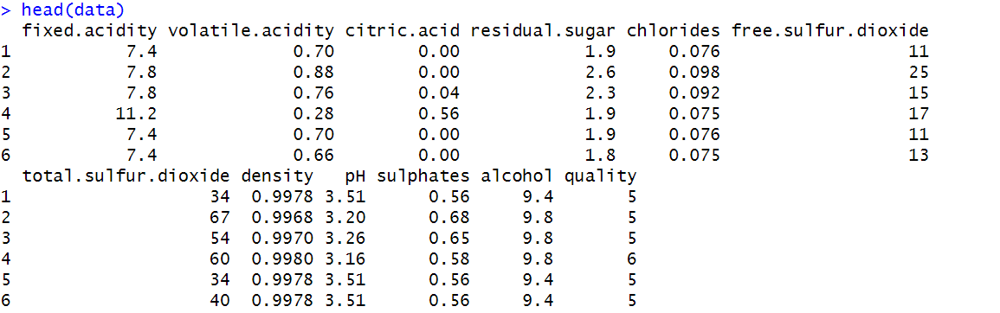 > head(data)
  fixed.acidity volatile.acidity citric.acid residual.sugar chlorides free.sulfur.dioxide
1           7.4             0.70        0.00            1.9     0.076                  11
2           7.8             0.88        0.00            2.6     0.098                  25
3           7.8             0.76        0.04            2.3     0.092                  15
4          11.2             0.28        0.56            1.9     0.075                  17
5           7.4             0.70        0.00            1.9     0.076                  11
6           7.4             0.66        0.00            1.8     0.075                  13
  total.sulfur.dioxide density   pH sulphates alcohol quality
1                   34  0.9978 3.51      0.56     9.4       5
2                   67  0.9968 3.20      0.68     9.8       5
3                   54  0.9970 3.26      0.65     9.8       5
4                   60  0.9980 3.16      0.58     9.8       6
5                   34  0.9978 3.51      0.56     9.4       5
6                   40  0.9978 3.51      0.56     9.4       5